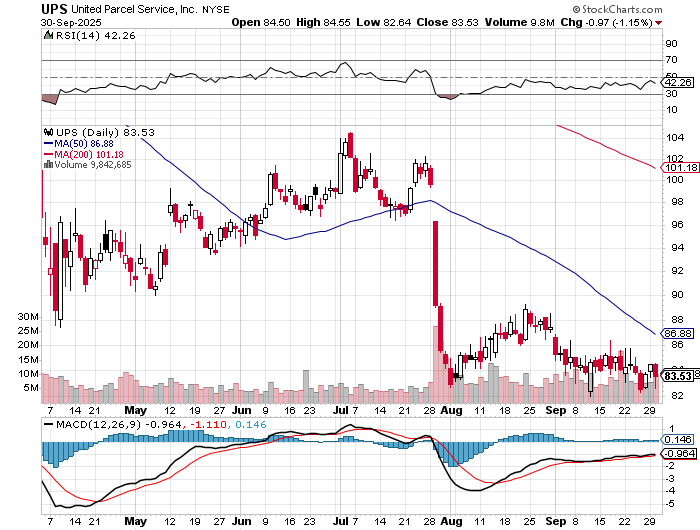 UPS United Parcel Service, Inc. NYSE © StockCharts.com
30-Sep-2025 Open 84.50 High 84.55 Low 82.64 Close 83.53 Volume 9.8M Chg -0.97 (-1.15%)
RSI(14) 42.26
90
70
50
42.26
30
10
UPS (Daily) 83.53
MA(50) 86.88
MA(200) 101.18
Volume 9,842,685
104
102
101.18
100
98
96
94
92
90
88
86.88
86
84
83.53
82
30M
25M
20M
15M
10M
5M
7 14 21 May 12 19 27 Jun 9 16 23 Jul 7 14 21 28 Aug 11 18 25 Sep 8 15 22 29
MACD(12,26,9) -0.964, -1.110, 0.146
1
0.146
-0.964
-2
-3
-4
-5
7 14 21 May 12 19 27 Jun 9 16 23 Jul 7 14 21 28 Aug 11 18 25 Sep 8 15 22 29